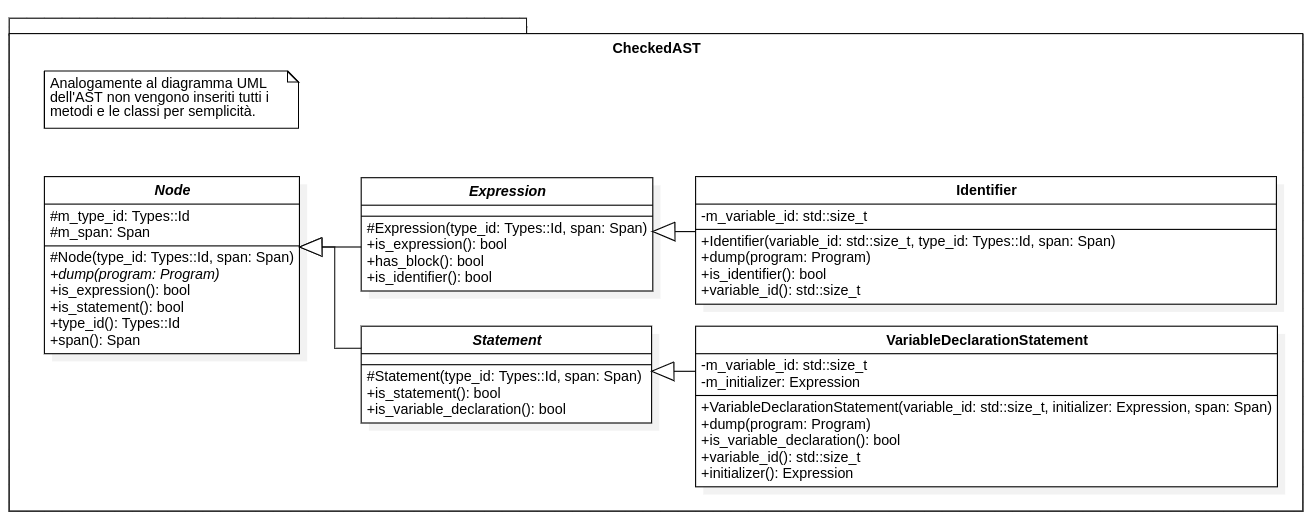 CheckedAST
Analogamente al diagramma UML
dell'AST non vengono inseriti tutti i
metodi e le classi per semplicità.
Node
#m_type_id: Types::Id
#m_span: Span
#Node(type_id: Types::Id, span: Span)
+dump(program: Program)
+is_expression(): bool
+is_statement(): bool
+type_id(): Types::Id
+span(): Span
Expression
#Expression(type_id: Types::Id, span: Span)
+is_expression(): bool
+has_block(): bool
+is_identifier(): bool
Identifier
-m_variable_id: std::size_t
+Identifier(variable_id: std::size_t, type_id: Types::Id, span: Span)
+dump(program: Program)
+is_identifier(): bool
+variable_id(): std::size_t
Statement
#Statement(type_id: Types::Id, span: Span)
+is_statement(): bool
+is_variable_declaration(): bool
VariableDeclarationStatement
-m_variable_id: std::size_t
-m_initializer: Expression
+VariableDeclarationStatement(variable_id: std::size_t, initializer: Expression, span: Span)
+dump(program: Program)
+is_variable_declaration(): bool
+variable_id(): std::size_t
+initializer(): Expression